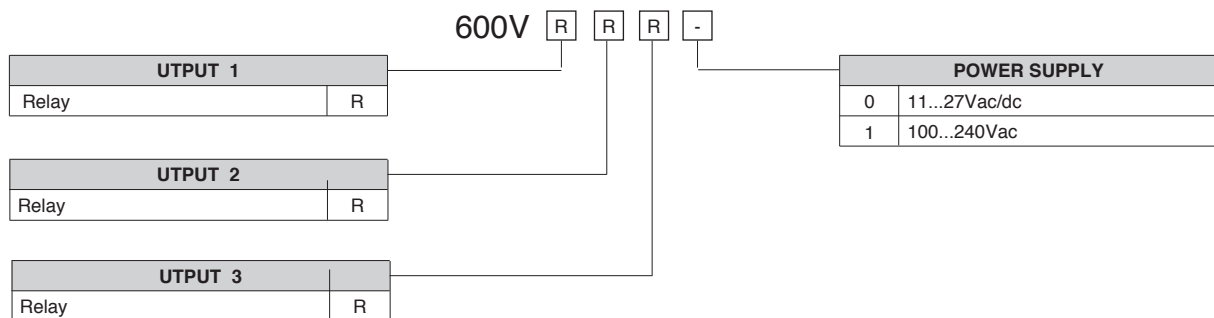 600V R R R -
UTPUT 1
Relay R
UTPUT 2
Relay R
UTPUT 3
Relay R
POWER SUPPLY
0 11...27Vac/dc
1 100...240Vac